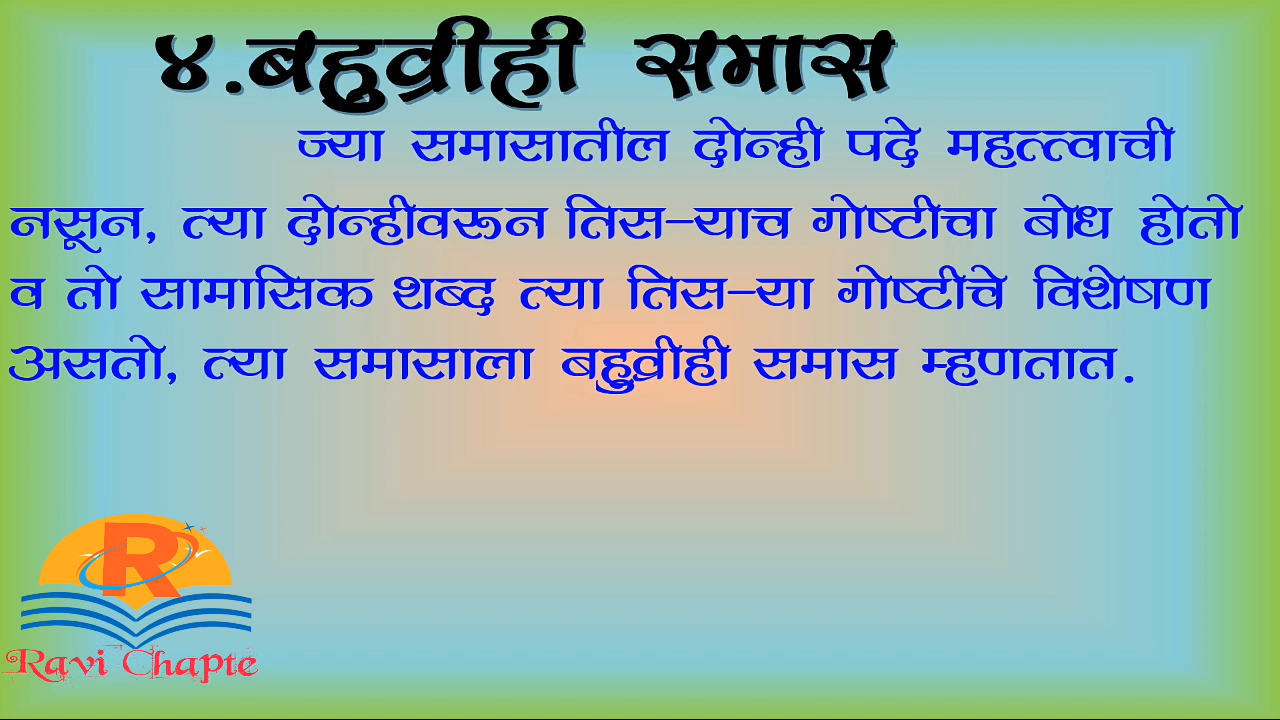 ४.बहुव्रीही समास
ज्या समासातील दोन्ही पदे महत्त्वाची
नसून, त्या दोन्हीवरून तिस-याच गोष्टीचा बोध होतो
व तो सामासिक शब्द त्या तिस-या गोष्टीचे विशेषण
असतो, त्या समासाला बहुव्रीही समास म्हणतात.
R
Ravi Chapte